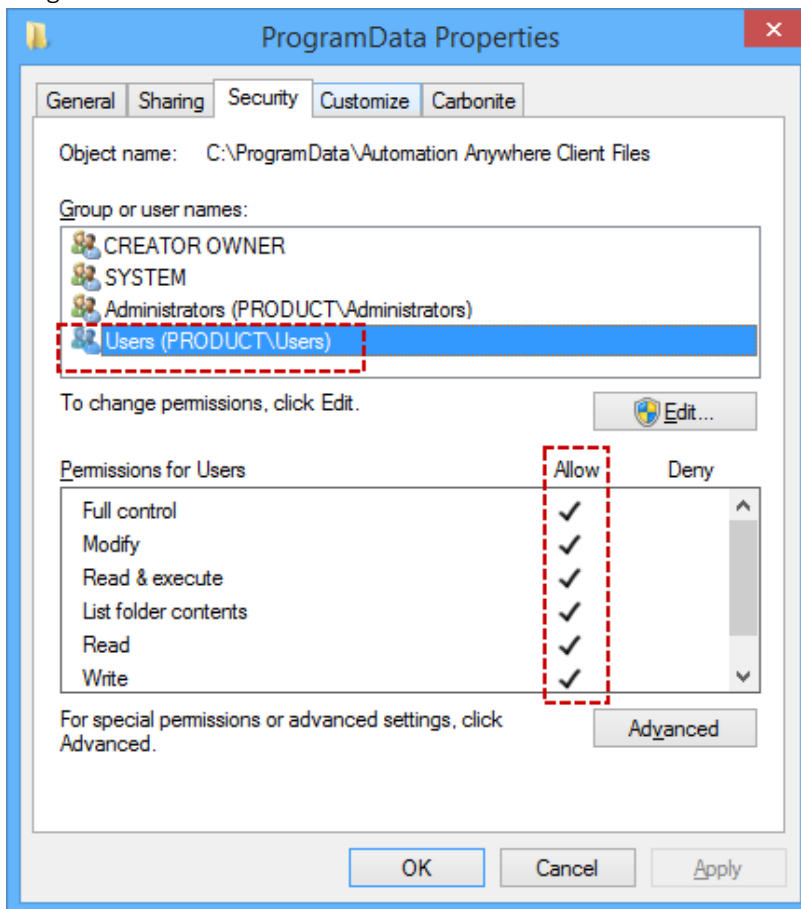 ProgramData Properties
General Sharing Security Customize Carbonite
Object name: C:\ProgramData\Automation Anywhere Client Files
Group or user names:
CREATOR OWNER
SYSTEM
Administrators (PRODUCT\Administrators)
Users (PRODUCT\Users)
To change permissions, click Edit.
Edit...
Permissions for Users Allow Deny
Full control
Modify
Read & execute
List folder contents
Read
Write
For special permissions or advanced settings, click
Advanced.
Advanced
OK Cancel Apply